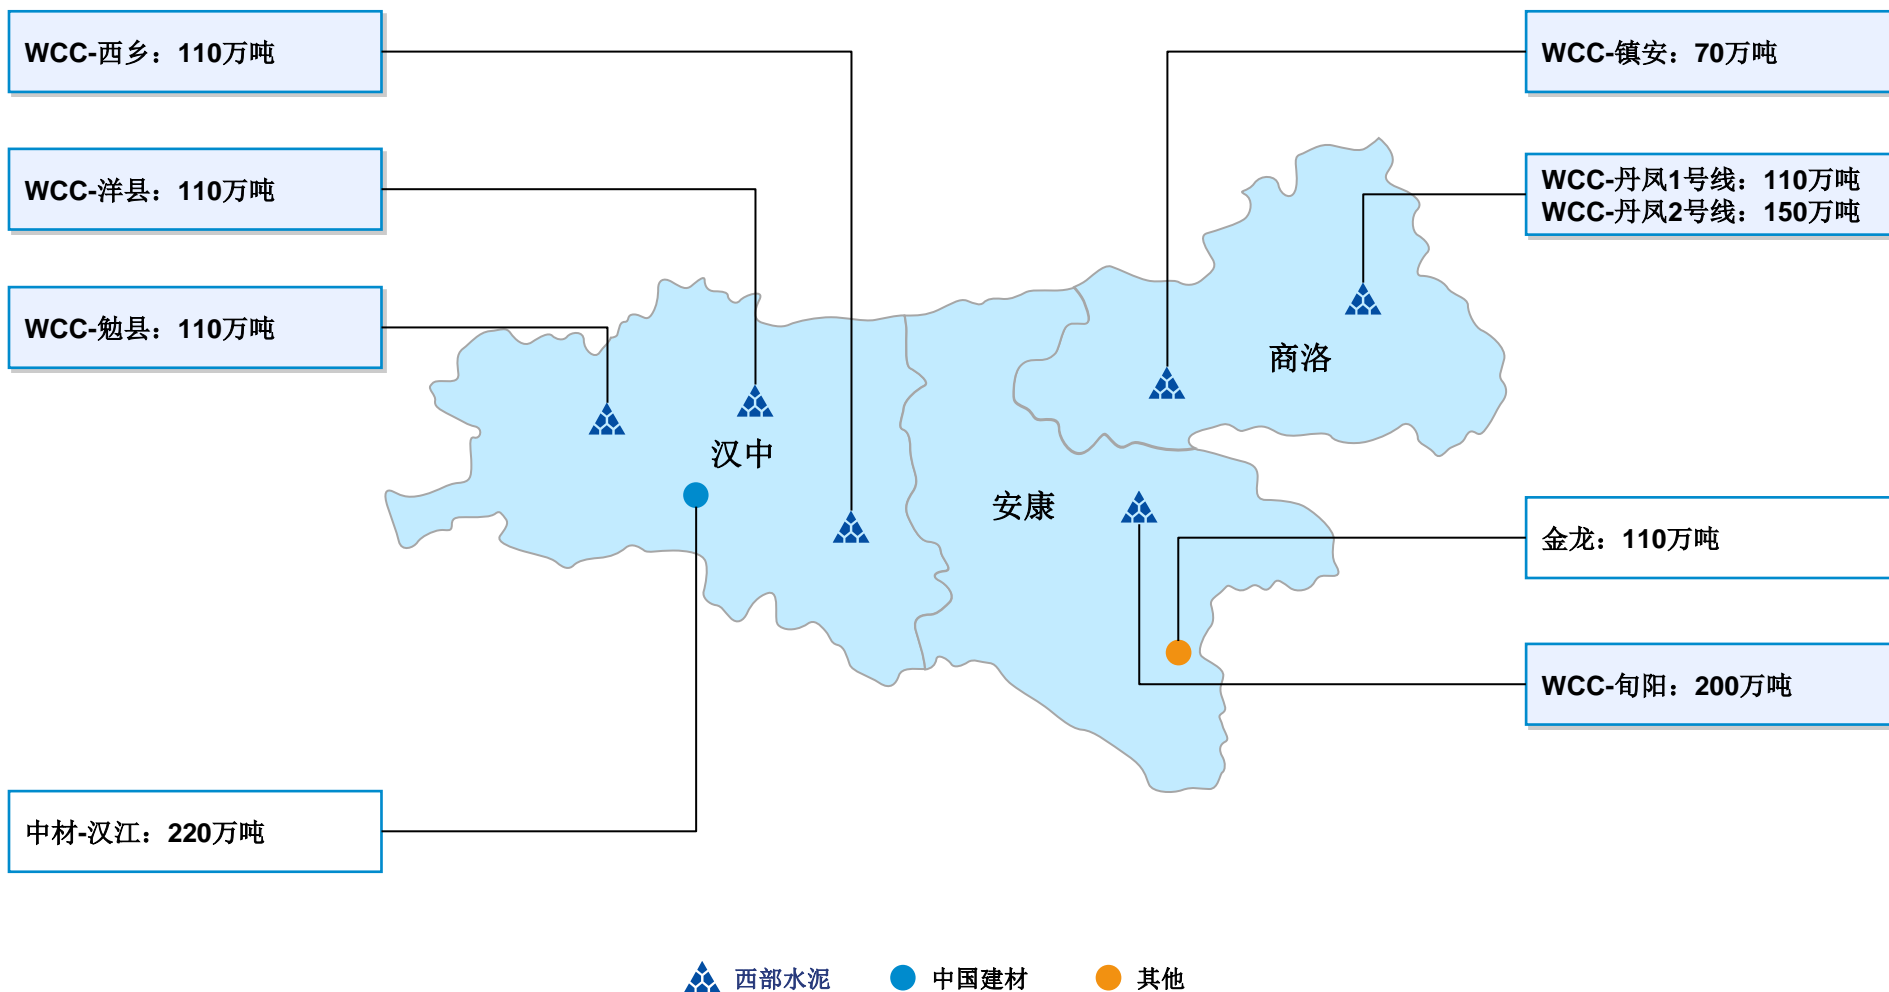 WCC-西乡：110万吨
WCC-镇安：70万吨
WCC-洋县：110万吨
WCC-丹凤1号线：110万吨
WCC-丹凤2号线：150万吨
WCC-勉县：110万吨
商洛
汉中
安康
金龙：110万吨
WCC-旬阳：200万吨
中材-汉江：220万吨
西部水泥
中国建材
其他